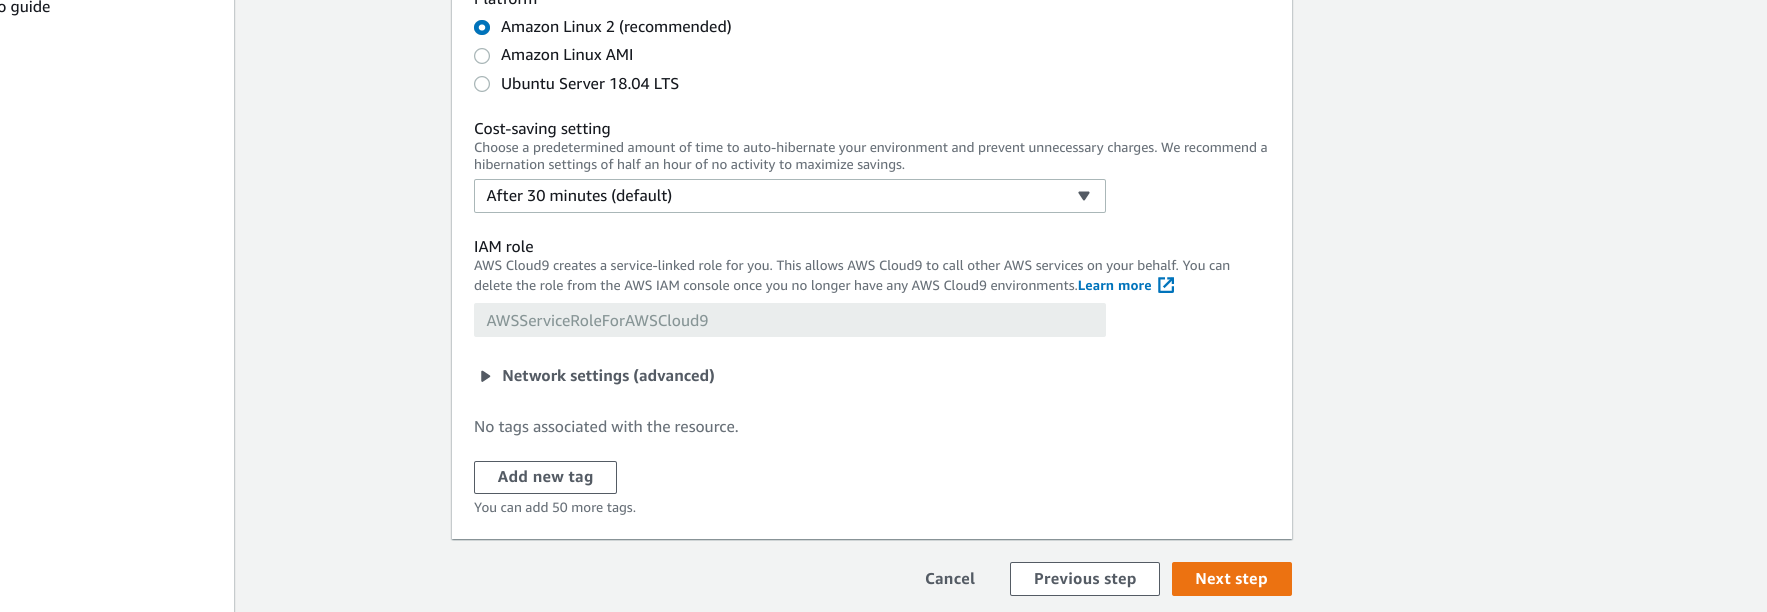 guide
Platform
Amazon Linux 2 (recommended)
Amazon Linux AMI
Ubuntu Server 18.04 LTS
Cost-saving setting
Choose a predetermined amount of time to auto-hibernate your environment and prevent unnecessary charges. We recommend a
hibernation settings of half an hour of no activity to maximize savings.
After 30 minutes (default)
IAM role
AWS Cloud9 creates a service-linked role for you. This allows AWS Cloud9 to call other AWS services on your behalf. You can
delete the role from the AWS IAM console once you no longer have any AWS Cloud9 environments.Learn more
AWSServiceRoleForAWSCloud9
Network settings (advanced)
No tags associated with the resource.
Add new tag
You can add 50 more tags.
Cancel
Previous step
Next step